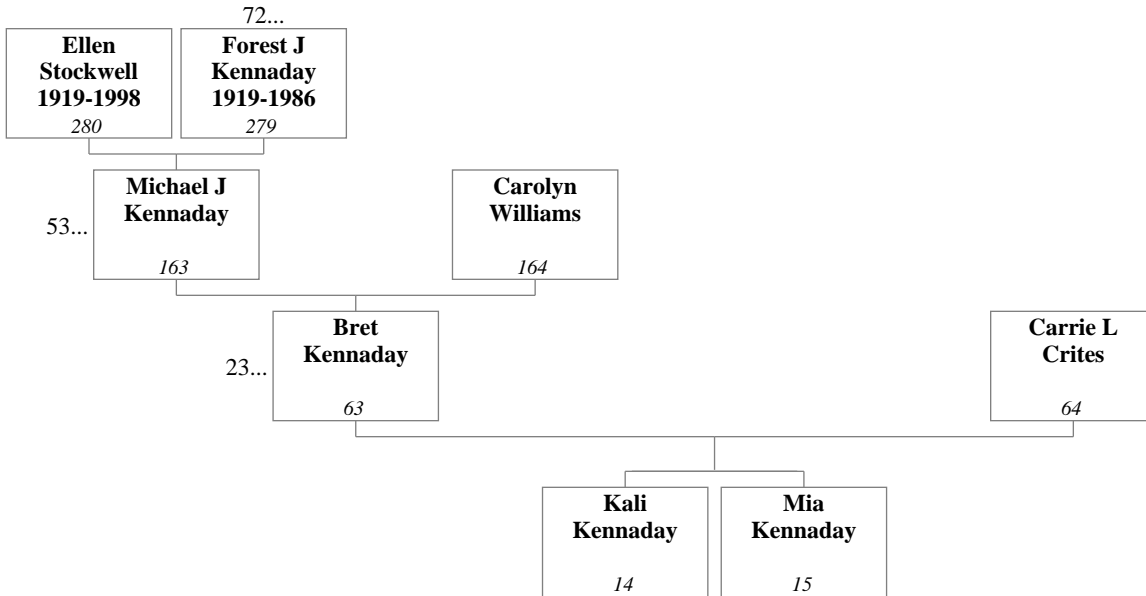 72...
Ellen
Stockwell
1919-1998
280
Forest J
Kennaday
1919-1986
279
53...
Michael J
Kennaday
163
Carolyn
Williams
164
23...
Bret
Kennaday
63
Carrie L
Crites
64
Kali
Kennaday
14
Mia
Kennaday
15